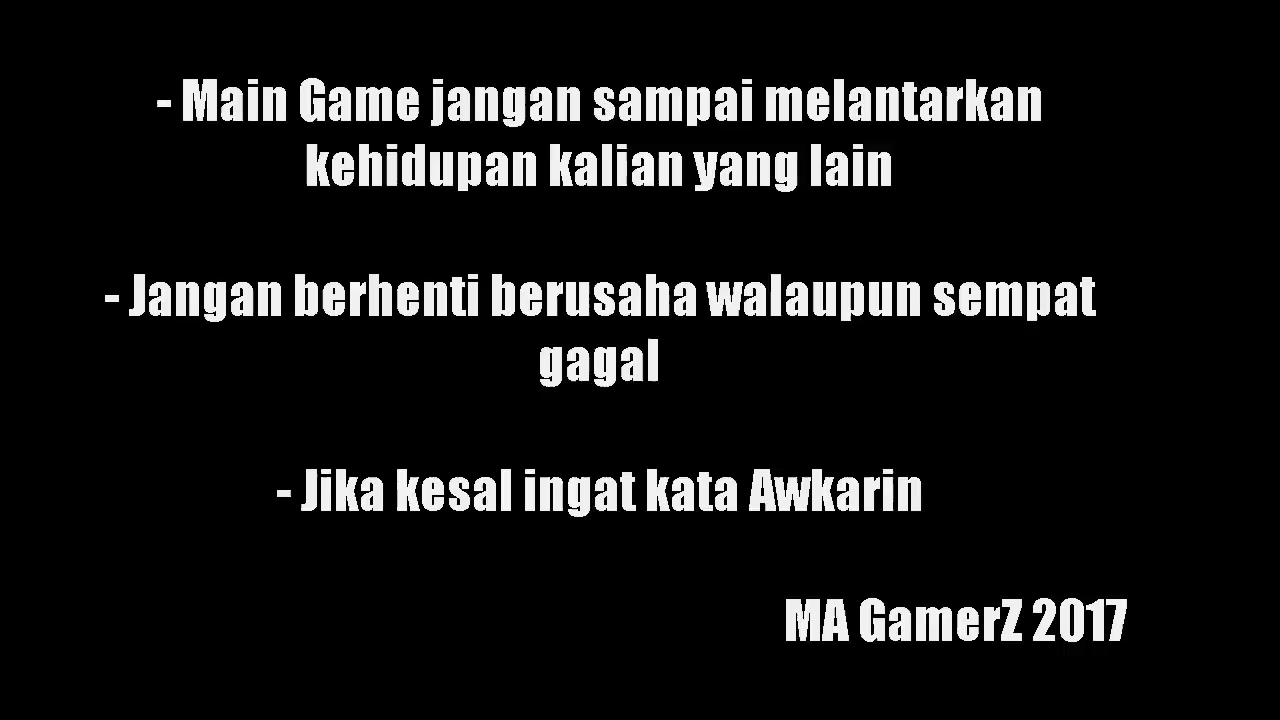 - Main Game jangan sampai melantarkan
kehidupan kalian yang lain
- Jangan berhenti berusaha walaupun sempat
gagal
- Jika kesal ingat kata Awkarin
MA GamerZ 2017